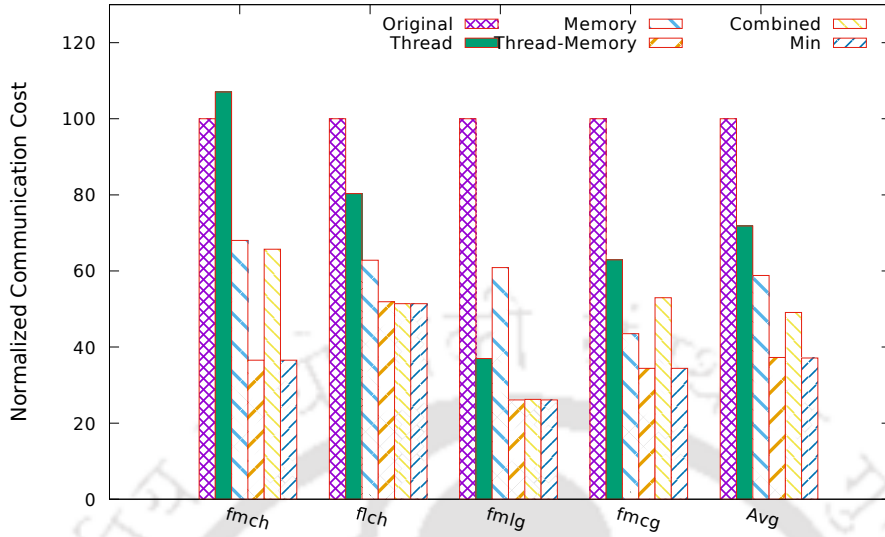 Original Memory Combined
Thread Thread-Memory Min
Normalized Communication Cost
120
100
80
60
40
20
0
fmch flch fmlg fmcg Avg